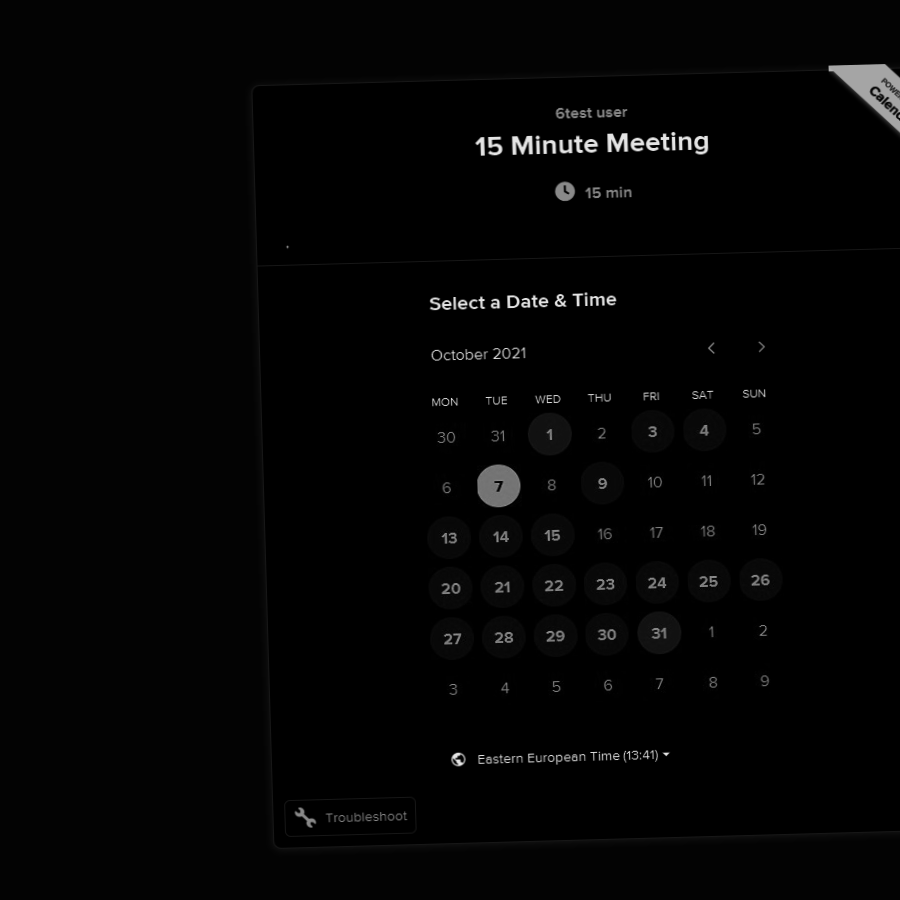 6test user
15 Minute Meeting
15 min
Select a Date & Time
October 2021
MON TUE WED THU FRI SAT SUN
30 31 1 2 3 4 5
6 7 8 9 10 11 12
13 14 15 16 17 18 19
20 21 22 23 24 25 26
27 28 29 30 31 1 2
3 4 5 6 7 8 9
Eastern European Time (13:41)
Troubleshoot